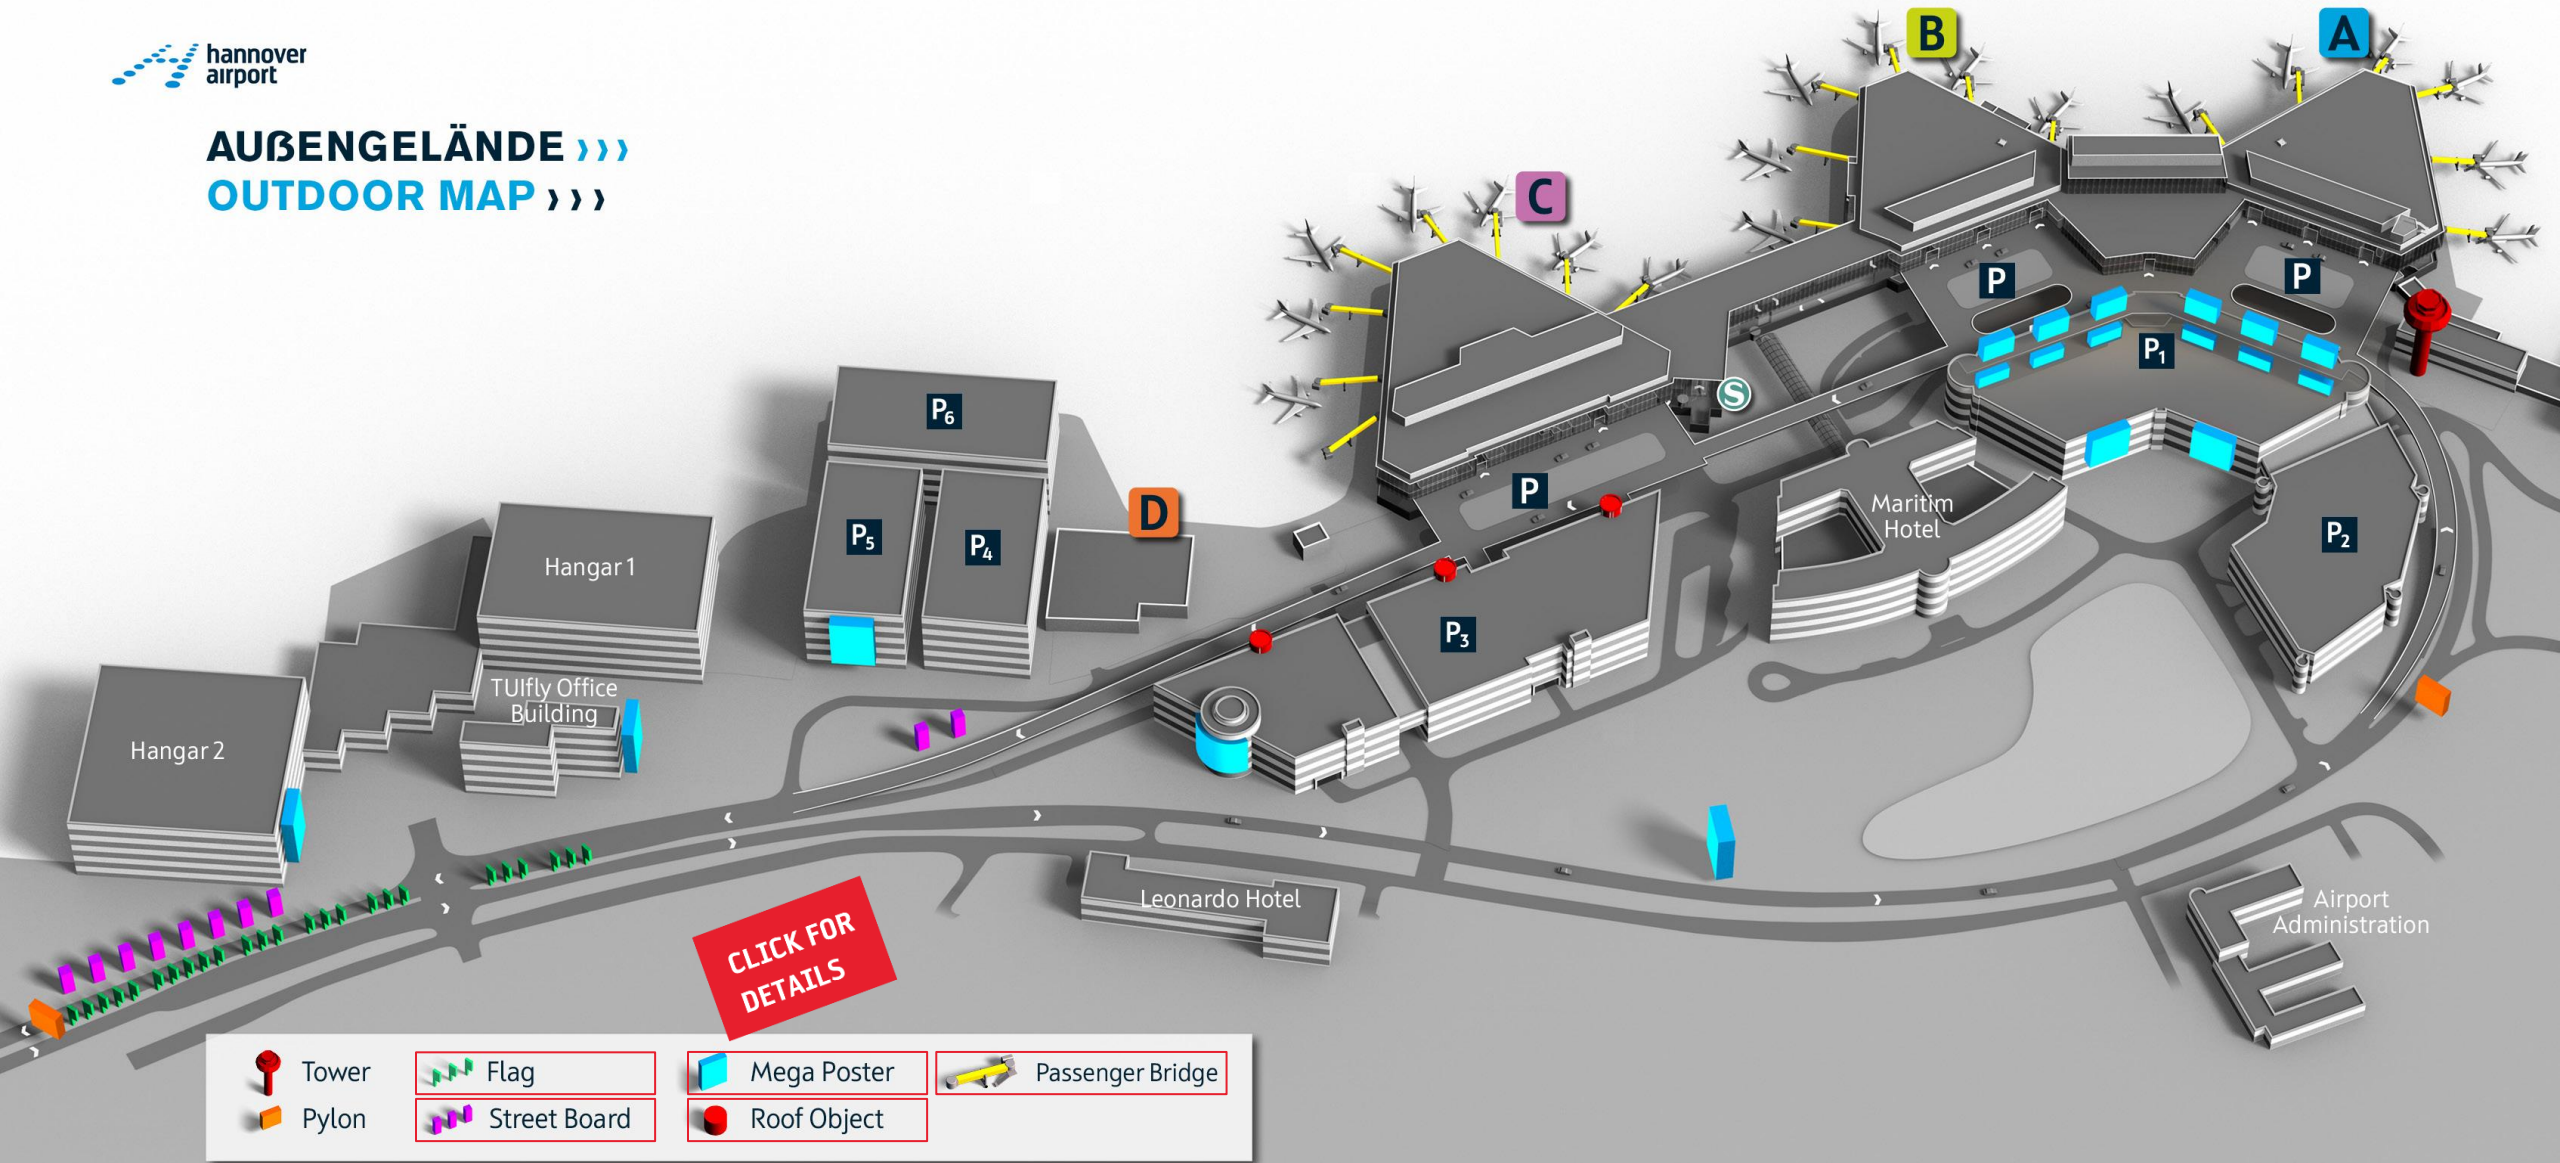 hannover
airport
AUẞENGELÄNDE
OUTDOOR MAP
B
A
C
P
P
P1
S
P6
P
D
Maritim
Hotel
P2
P5
P4
Hangar 1
P3
TUIfly Office
Building
Hangar 2
Leonardo Hotel
Airport
Administration
CLICK FOR
DETAILS
Tower
Flag
Mega Poster
Passenger Bridge
Pylon
Street Board
Roof Object